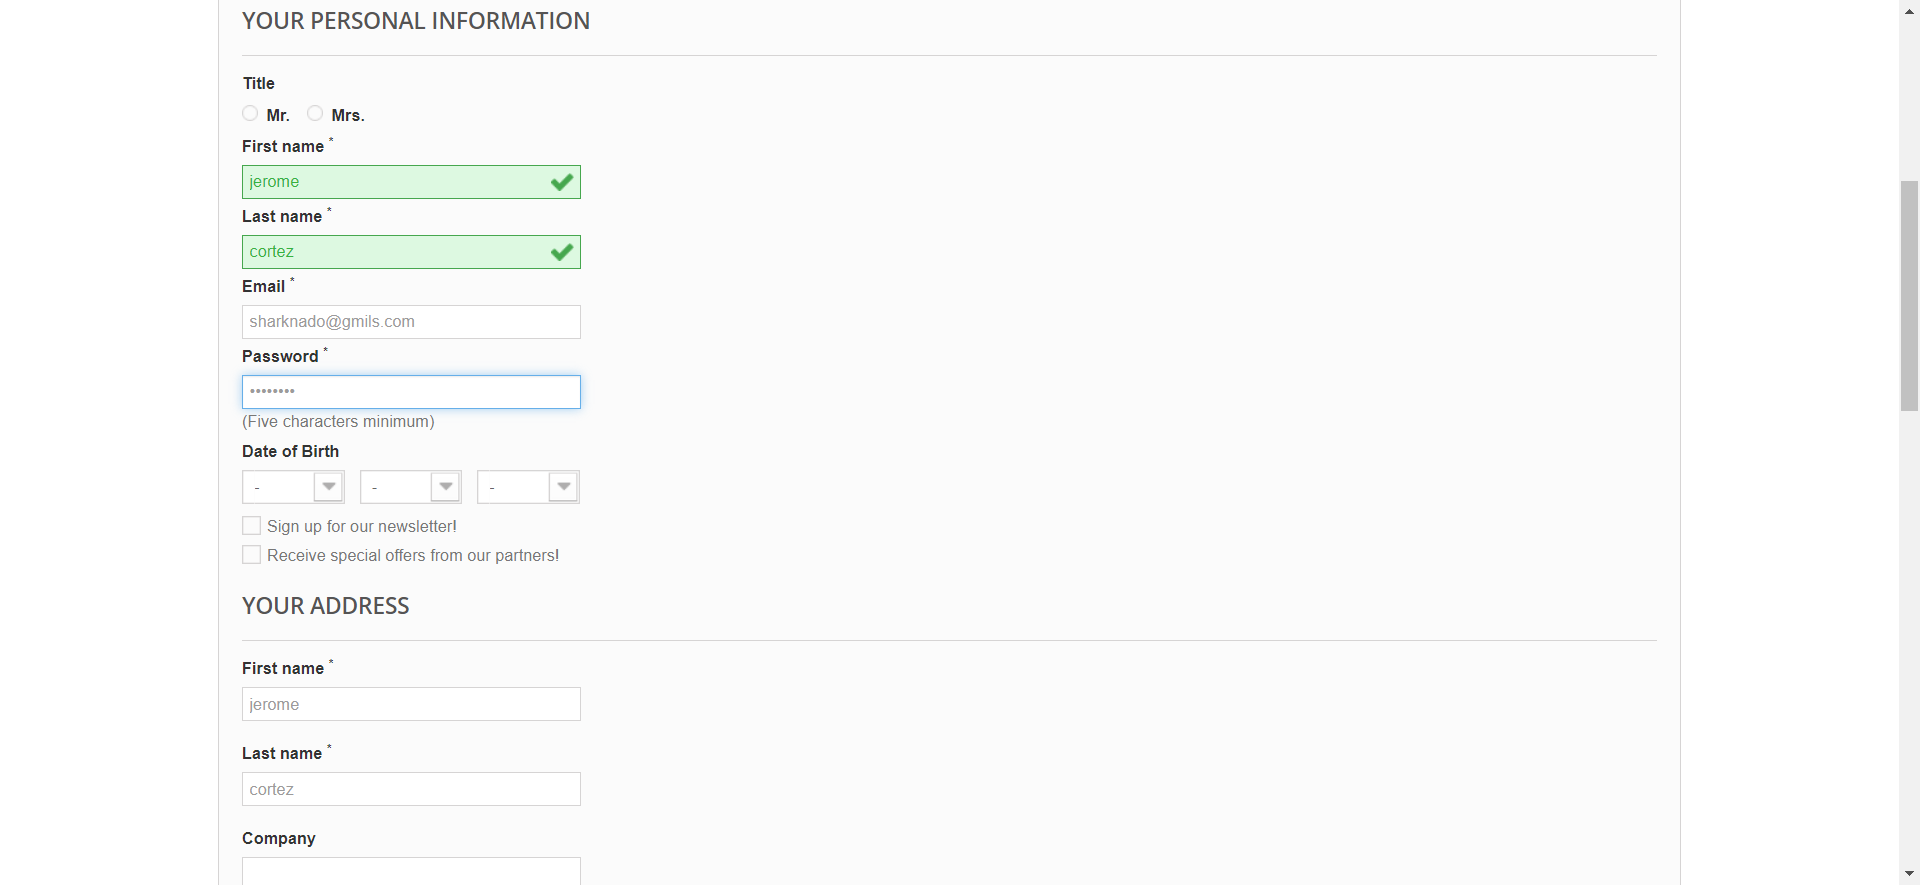 YOUR PERSONAL INFORMATION
Title
Mr. Mrs.
First name *
jerome
Last name *
cortez
Email *
sharknado@gmils.com
Password *
••••••••
(Five characters minimum)
Date of Birth
- - -
Sign up for our newsletter!
Receive special offers from our partners!
YOUR ADDRESS
First name *
jerome
Last name *
cortez
Company